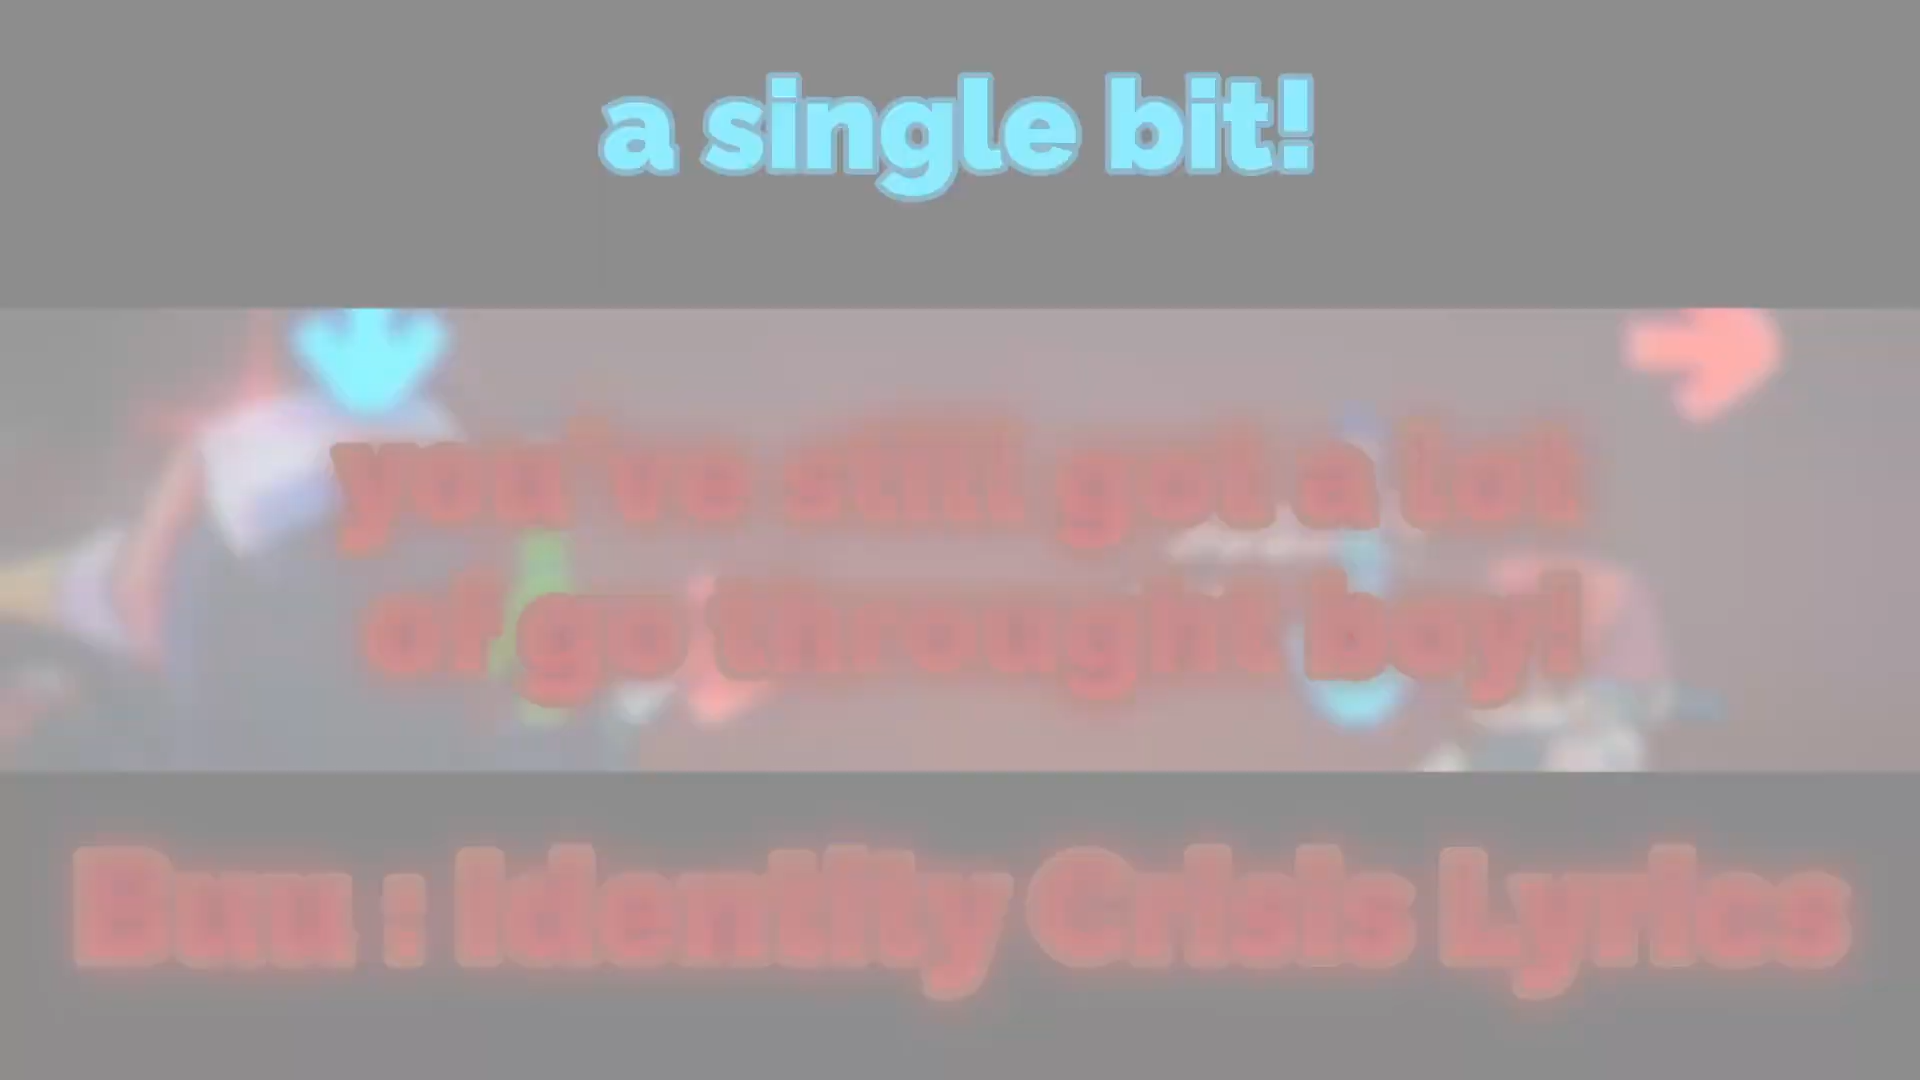 a single bit!
you've still got a lot
of go throught boy!
Buu : Identity Crisis Lyrics